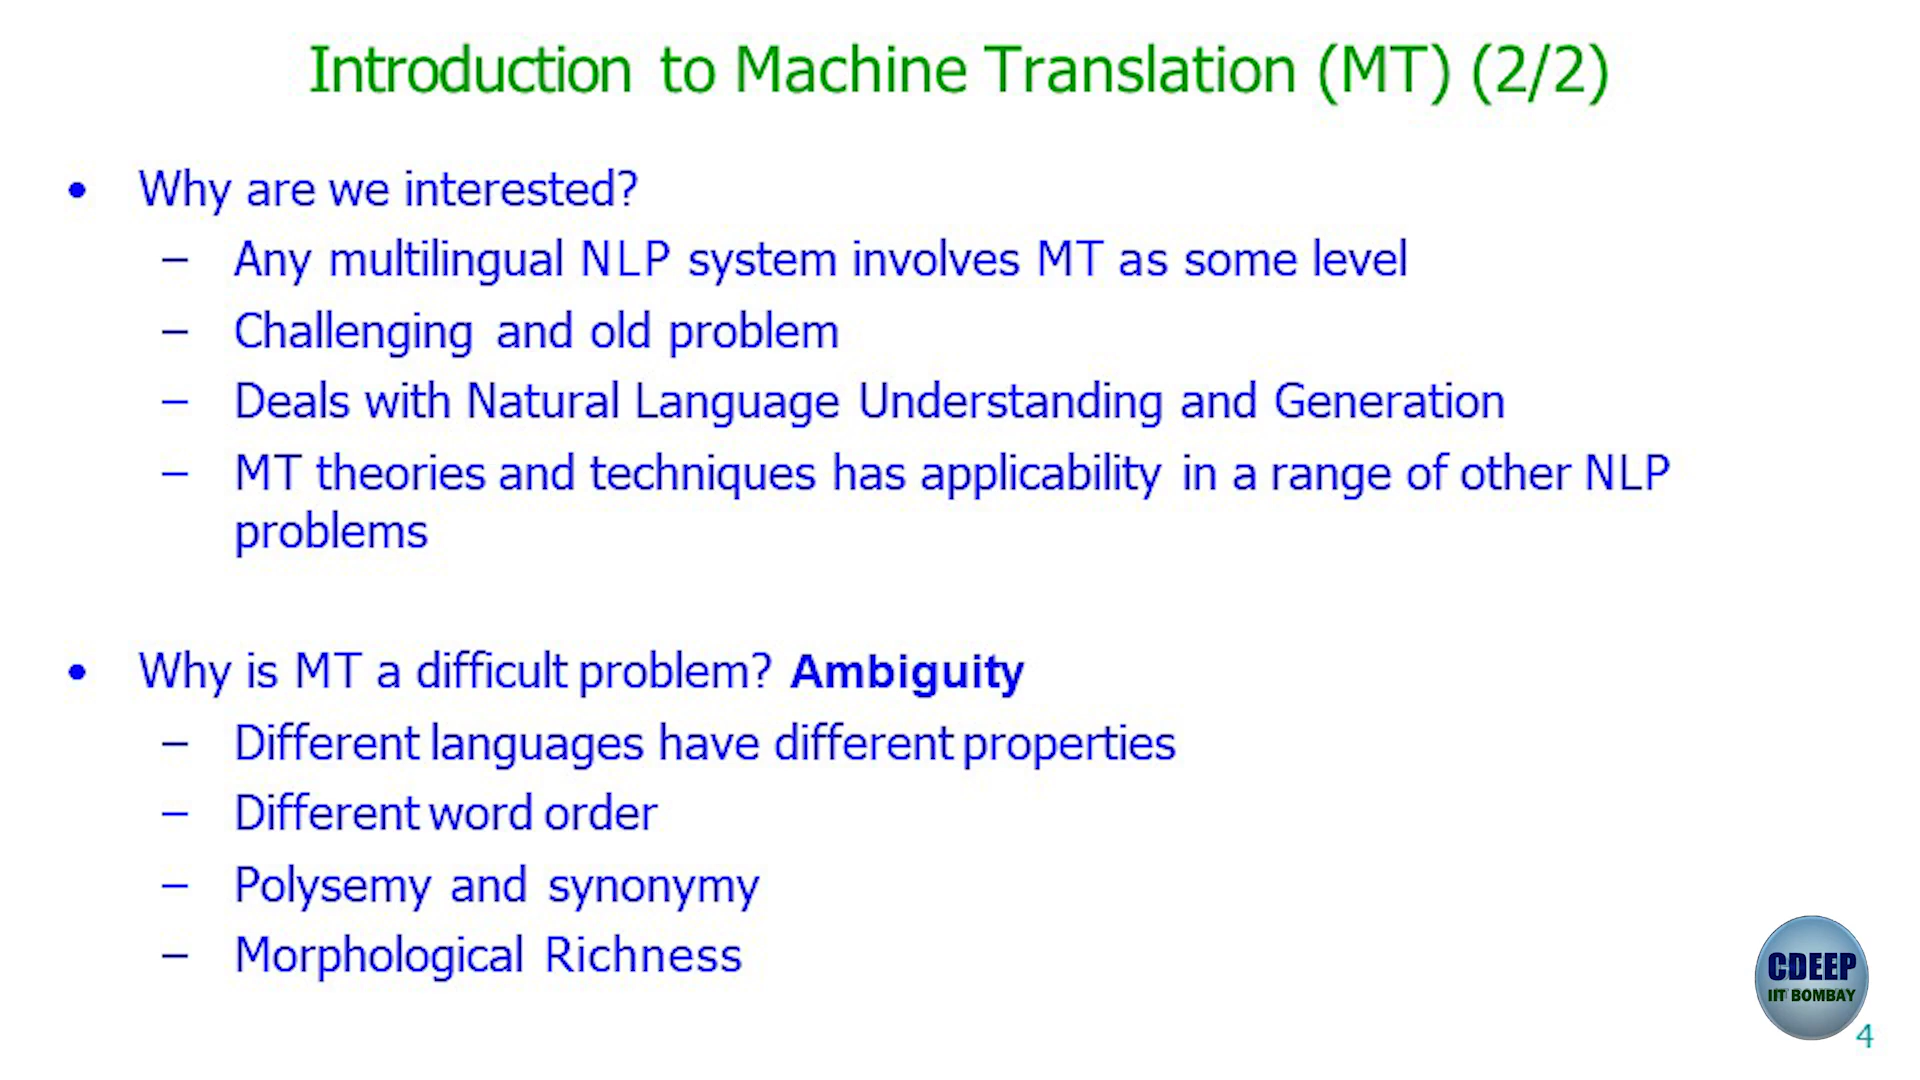 Introduction to Machine Translation (MT) (2/2)
• Why are we interested?
– Any multilingual NLP system involves MT as some level
– Challenging and old problem
– Deals with Natural Language Understanding and Generation
– MT theories and techniques has applicability in a range of other NLP
problems
• Why is MT a difficult problem? Ambiguity
– Different languages have different properties
– Different word order
– Polysemy and synonymy
– Morphological Richness
CDEEP
IIT BOMBAY
4